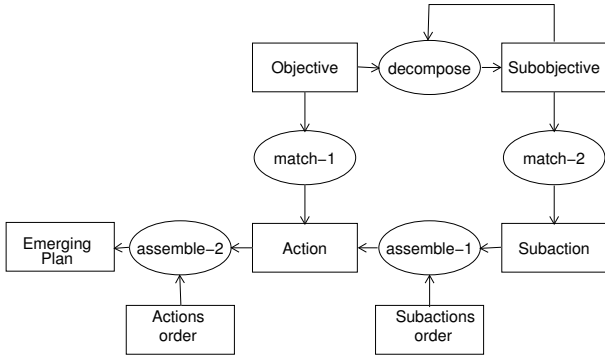 Objective
decompose
Subobjective
match-1
match-2
Emerging
Plan
assemble-2
Action
assemble-1
Subaction
Actions
order
Subactions
order